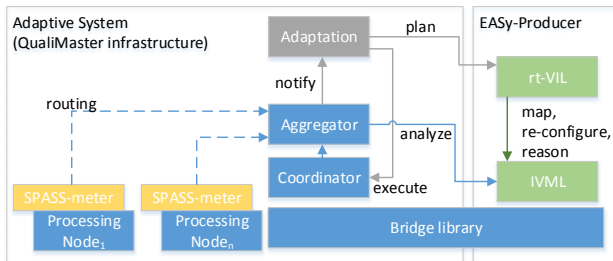 Adaptive System
(QualiMaster infrastructure)
EASy-Producer
Adaptation
plan
rt-VIL
notify
routing
Aggregator
analyze
map,
re-configure,
reason
Coordinator
execute
IVML
SPASS-meter
SPASS-meter
Processing
Node1
Processing
Noden
Bridge library